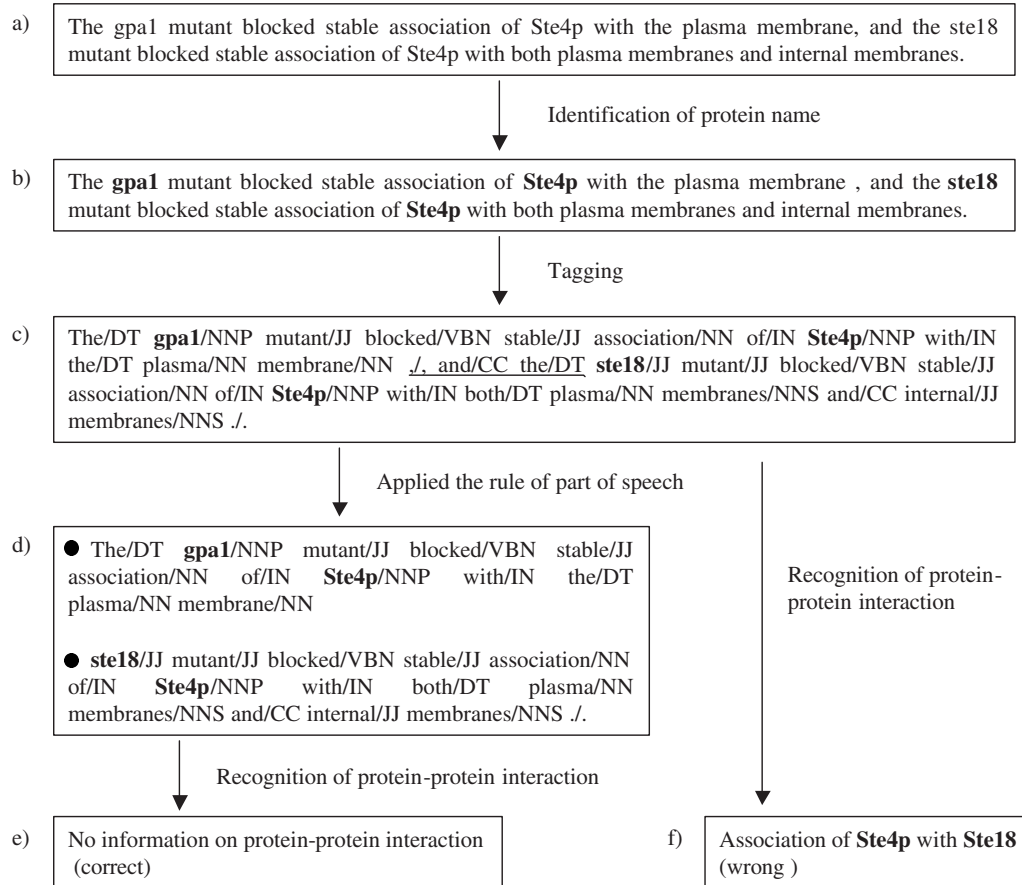 a)
The gpa1 mutant blocked stable association of Ste4p with the plasma membrane, and the ste18
mutant blocked stable association of Ste4p with both plasma membranes and internal membranes.
Identification of protein name
b)
The gpa1 mutant blocked stable association of Ste4p with the plasma membrane , and the ste18
mutant blocked stable association of Ste4p with both plasma membranes and internal membranes.
Tagging
c)
The/DT gpa1/NNP mutant/JJ blocked/VBN stable/JJ association/NN of/IN Ste4p/NNP with/IN
the/DT plasma/NN membrane/NN ,/, and/CC the/DT ste18/JJ mutant/JJ blocked/VBN stable/JJ
association/NN of/IN Ste4p/NNP with/IN both/DT plasma/NN membranes/NNS and/CC internal/JJ
membranes/NNS ./.
Applied the rule of part of speech
d)
● The/DT gpa1/NNP mutant/JJ blocked/VBN stable/JJ
association/NN of/IN Ste4p/NNP with/IN the/DT
plasma/NN membrane/NN
● ste18/JJ mutant/JJ blocked/VBN stable/JJ association/NN
of/IN Ste4p/NNP with/IN both/DT plasma/NN
membranes/NNS and/CC internal/JJ membranes/NNS ./.
Recognition of protein-
protein interaction
Recognition of protein-protein interaction
e)
No information on protein-protein interaction
(correct)
f)
Association of Ste4p with Ste18
(wrong )